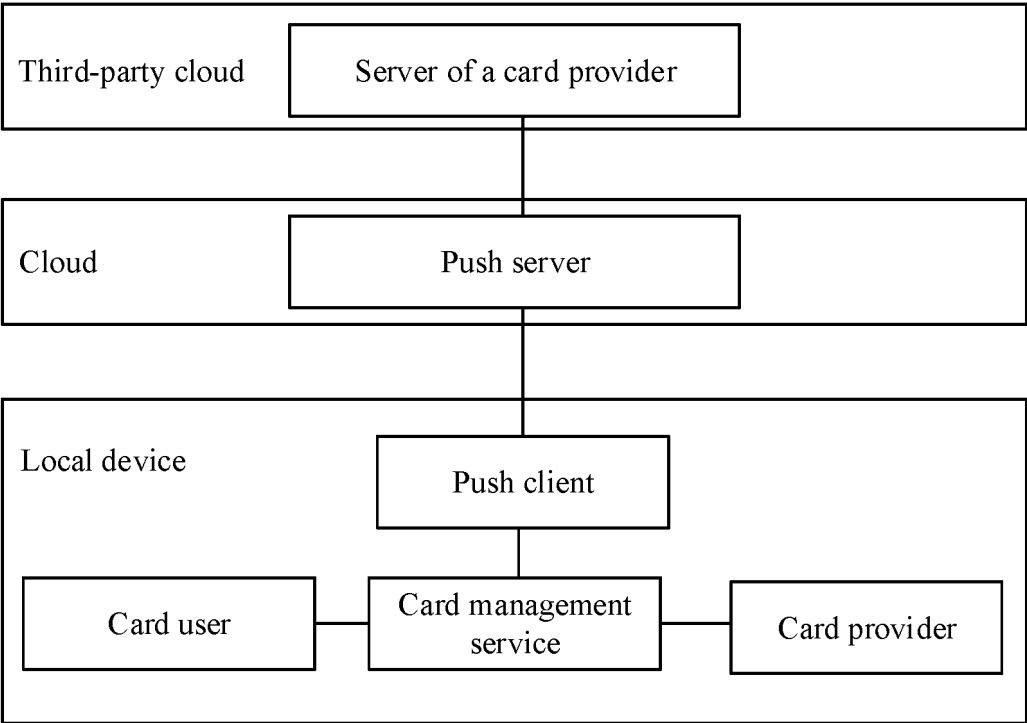 Third-party cloud
Server of a card provider
Cloud
Push server
Local device
Push client
Card user
Card management
service
Card provider